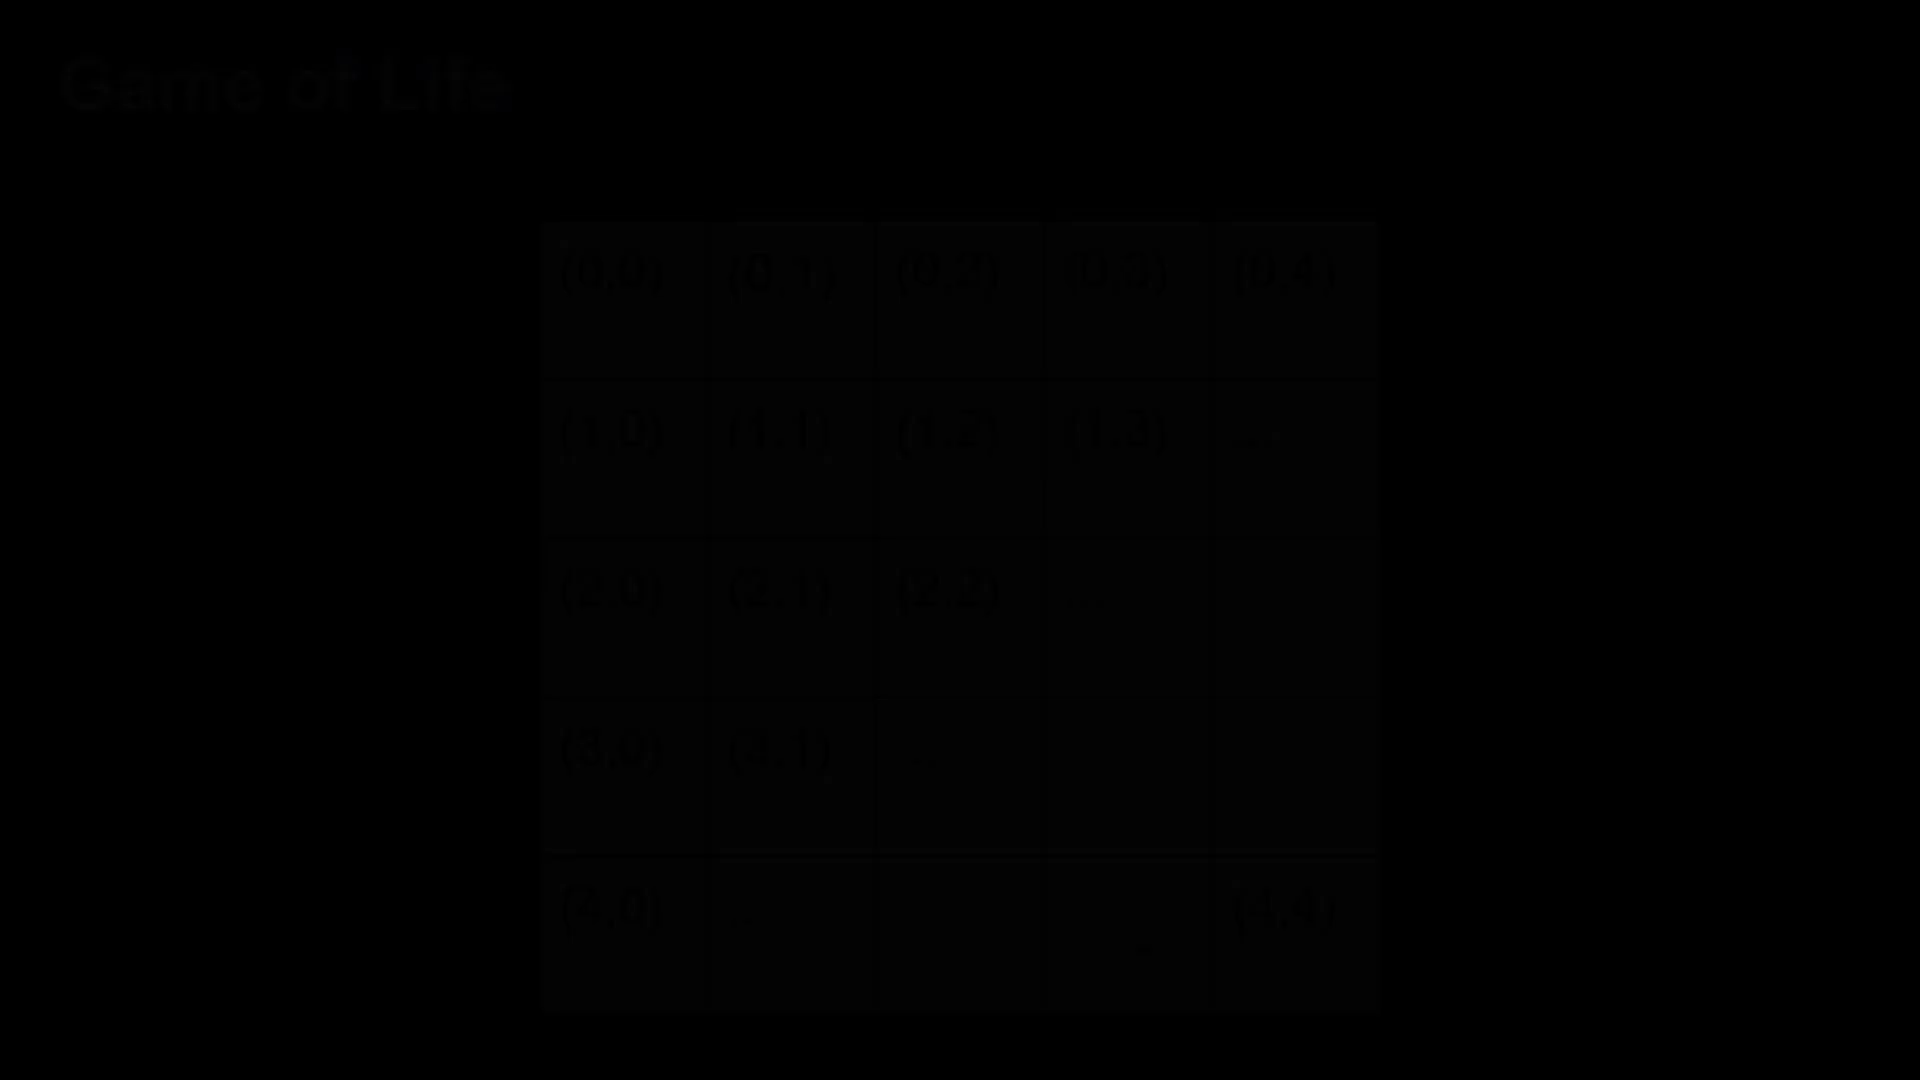 Game of Life
(0,0) (0,1) (0,2) (0,3) (0,4)
(1,0) (1,1) (1,2) (1,3) ...
(2,0) (2,1) (2,2) ...
(3,0) (3,1) ...
(4,0) ... (4,4)